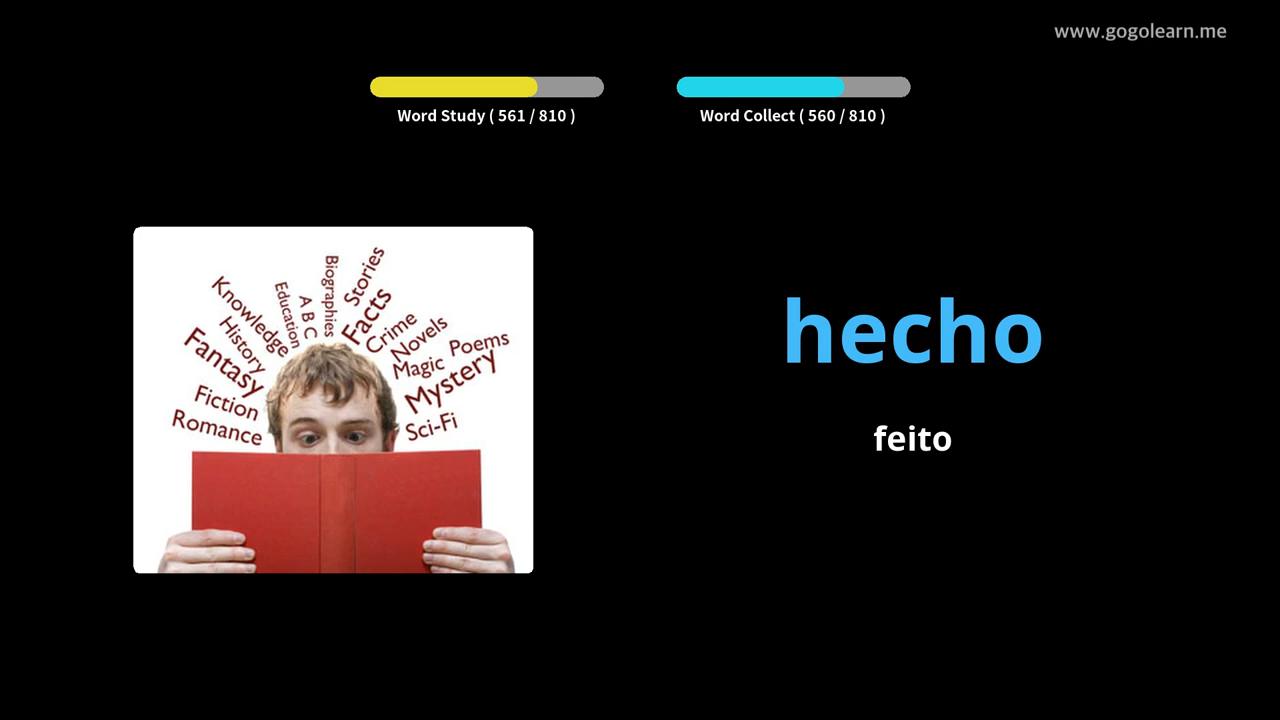 www.gogolearn.me
Word Study ( 561 / 810 )
Word Collect ( 560 / 810 )
Knowledge
Education
A B C
Biographies
Stories
Facts
History
Crime
Novels
Fantasy
Magic
Poems
Fiction
Mystery
Romance
Sci-Fi
hecho
feito